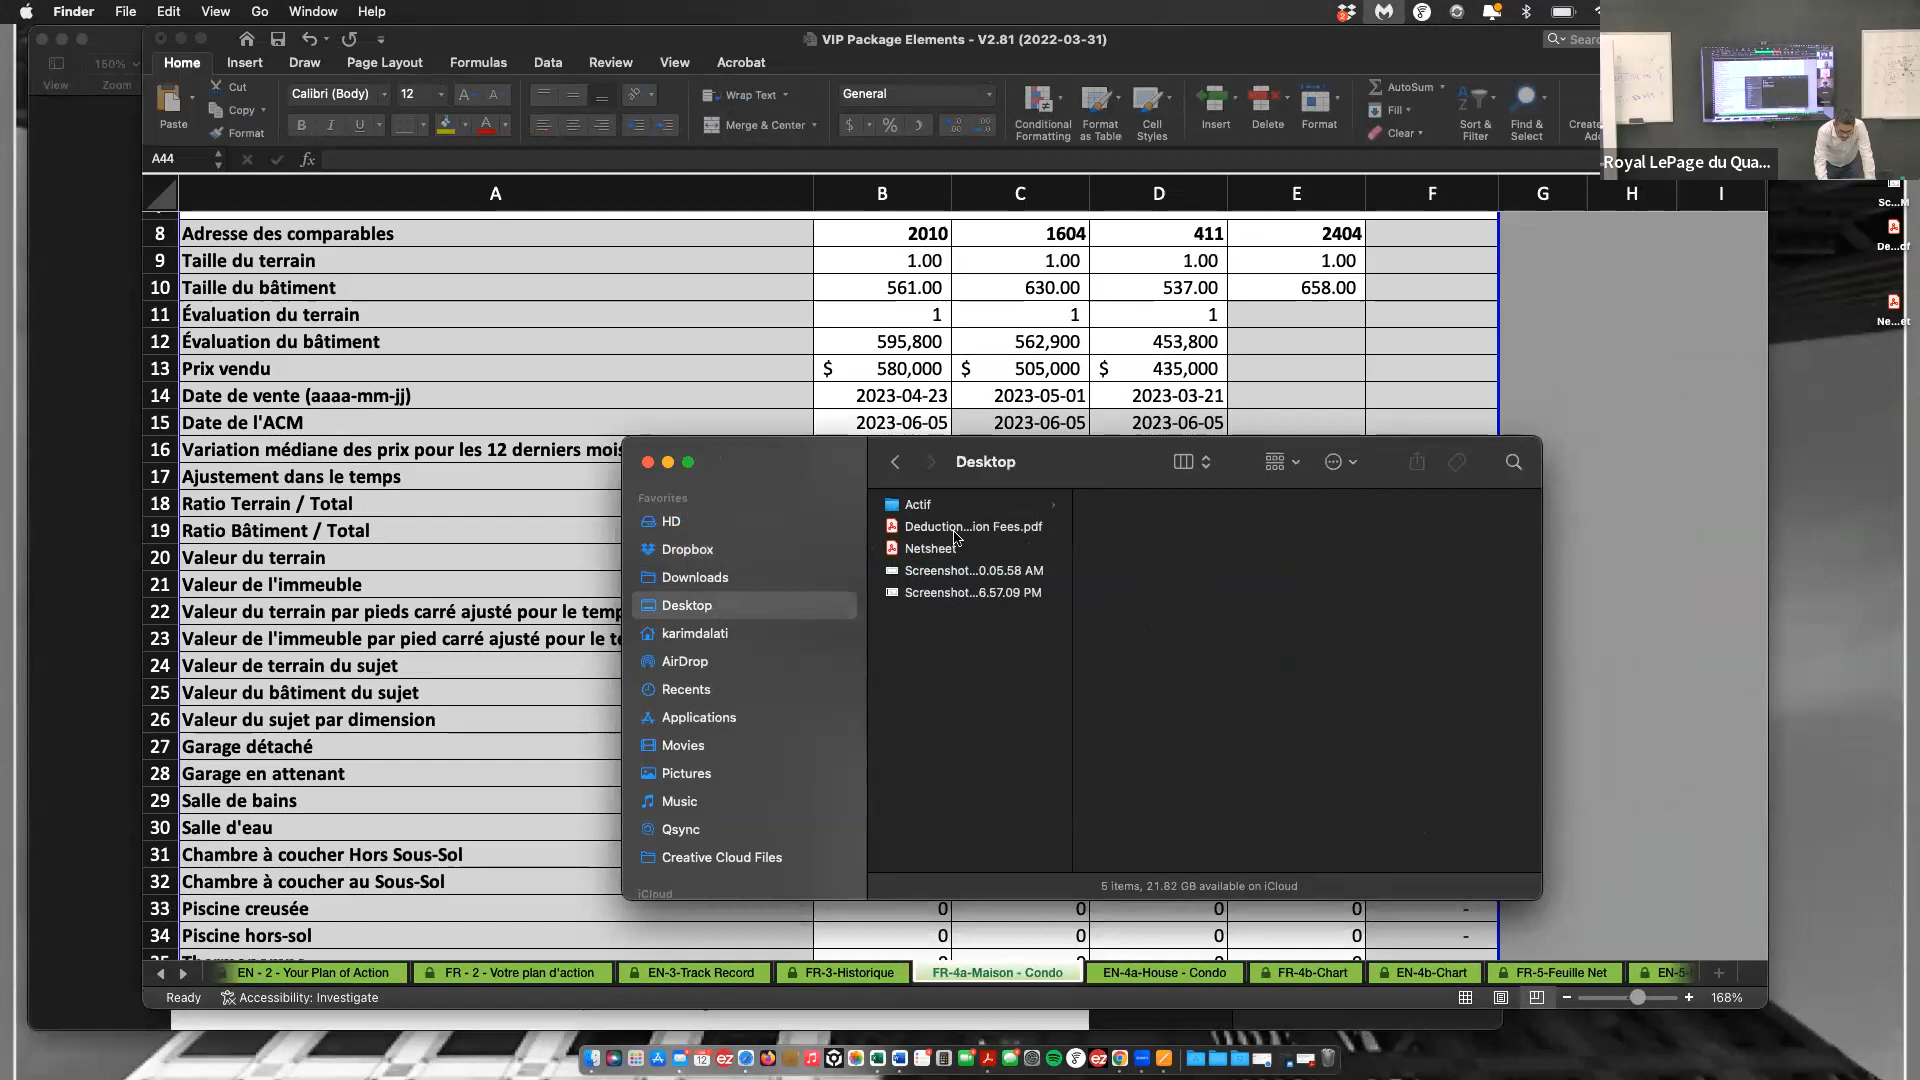 Finder File Edit View Go Window Help
150%
View Zoom
VIP Package Elements - V2.81 (2022-03-31)
Home Insert Draw Page Layout Formulas Data Review View Acrobat
Paste
Cut
Copy
Format
Calibri (Body) 12
Wrap Text
Merge & Center
General
Conditional Formatting
Format as Table
Cell Styles
Insert Delete Format
AutoSum
Fill
Clear
Sort & Filter
Find & Select
Royal LePage du Qua...
A44 fx
A B C D E F G H I
8 Adresse des comparables 2010 1604 411 2404
9 Taille du terrain 1.00 1.00 1.00 1.00
10 Taille du bâtiment 561.00 630.00 537.00 658.00
11 Évaluation du terrain 1 1 1
12 Évaluation du bâtiment 595,800 562,900 453,800
13 Prix vendu $ 580,000 $ 505,000 $ 435,000
14 Date de vente (aaaa-mm-jj) 2023-04-23 2023-05-01 2023-03-21
15 Date de l'ACM 2023-06-05 2023-06-05 2023-06-05
16 Variation médiane des prix pour les 12 derniers mois
17 Ajustement dans le temps
18 Ratio Terrain / Total
19 Ratio Bâtiment / Total
20 Valeur du terrain
21 Valeur de l'immeuble
22 Valeur du terrain par pieds carré ajusté pour le temp
23 Valeur de l'immeuble par pied carré ajusté pour le te
24 Valeur de terrain du sujet
25 Valeur du bâtiment du sujet
26 Valeur du sujet par dimension
27 Garage détaché
28 Garage en attenant
29 Salle de bains
30 Salle d'eau
31 Chambre à coucher Hors Sous-Sol
32 Chambre à coucher au Sous-Sol
33 Piscine creusée 0 0 0 0 -
34 Piscine hors-sol 0 0 0 0 -
Desktop
Favorites
HD
Dropbox
Downloads
Desktop
karimdalati
AirDrop
Recents
Applications
Movies
Pictures
Music
Qsync
Creative Cloud Files
iCloud
Actif
Deduction...ion Fees.pdf
Netsheet
Screenshot...0.05.58 AM
Screenshot...6.57.09 PM
5 items, 21.82 GB available on iCloud
Sc...M
De...df
Ne...et
EN - 2 - Your Plan of Action FR - 2 - Votre plan d'action EN-3-Track Record FR-3-Historique FR-4a-Maison - Condo EN-4a-House - Condo FR-4b-Chart EN-4b-Chart FR-5-Feuille Net EN-5-
Ready Accessibility: Investigate 168%